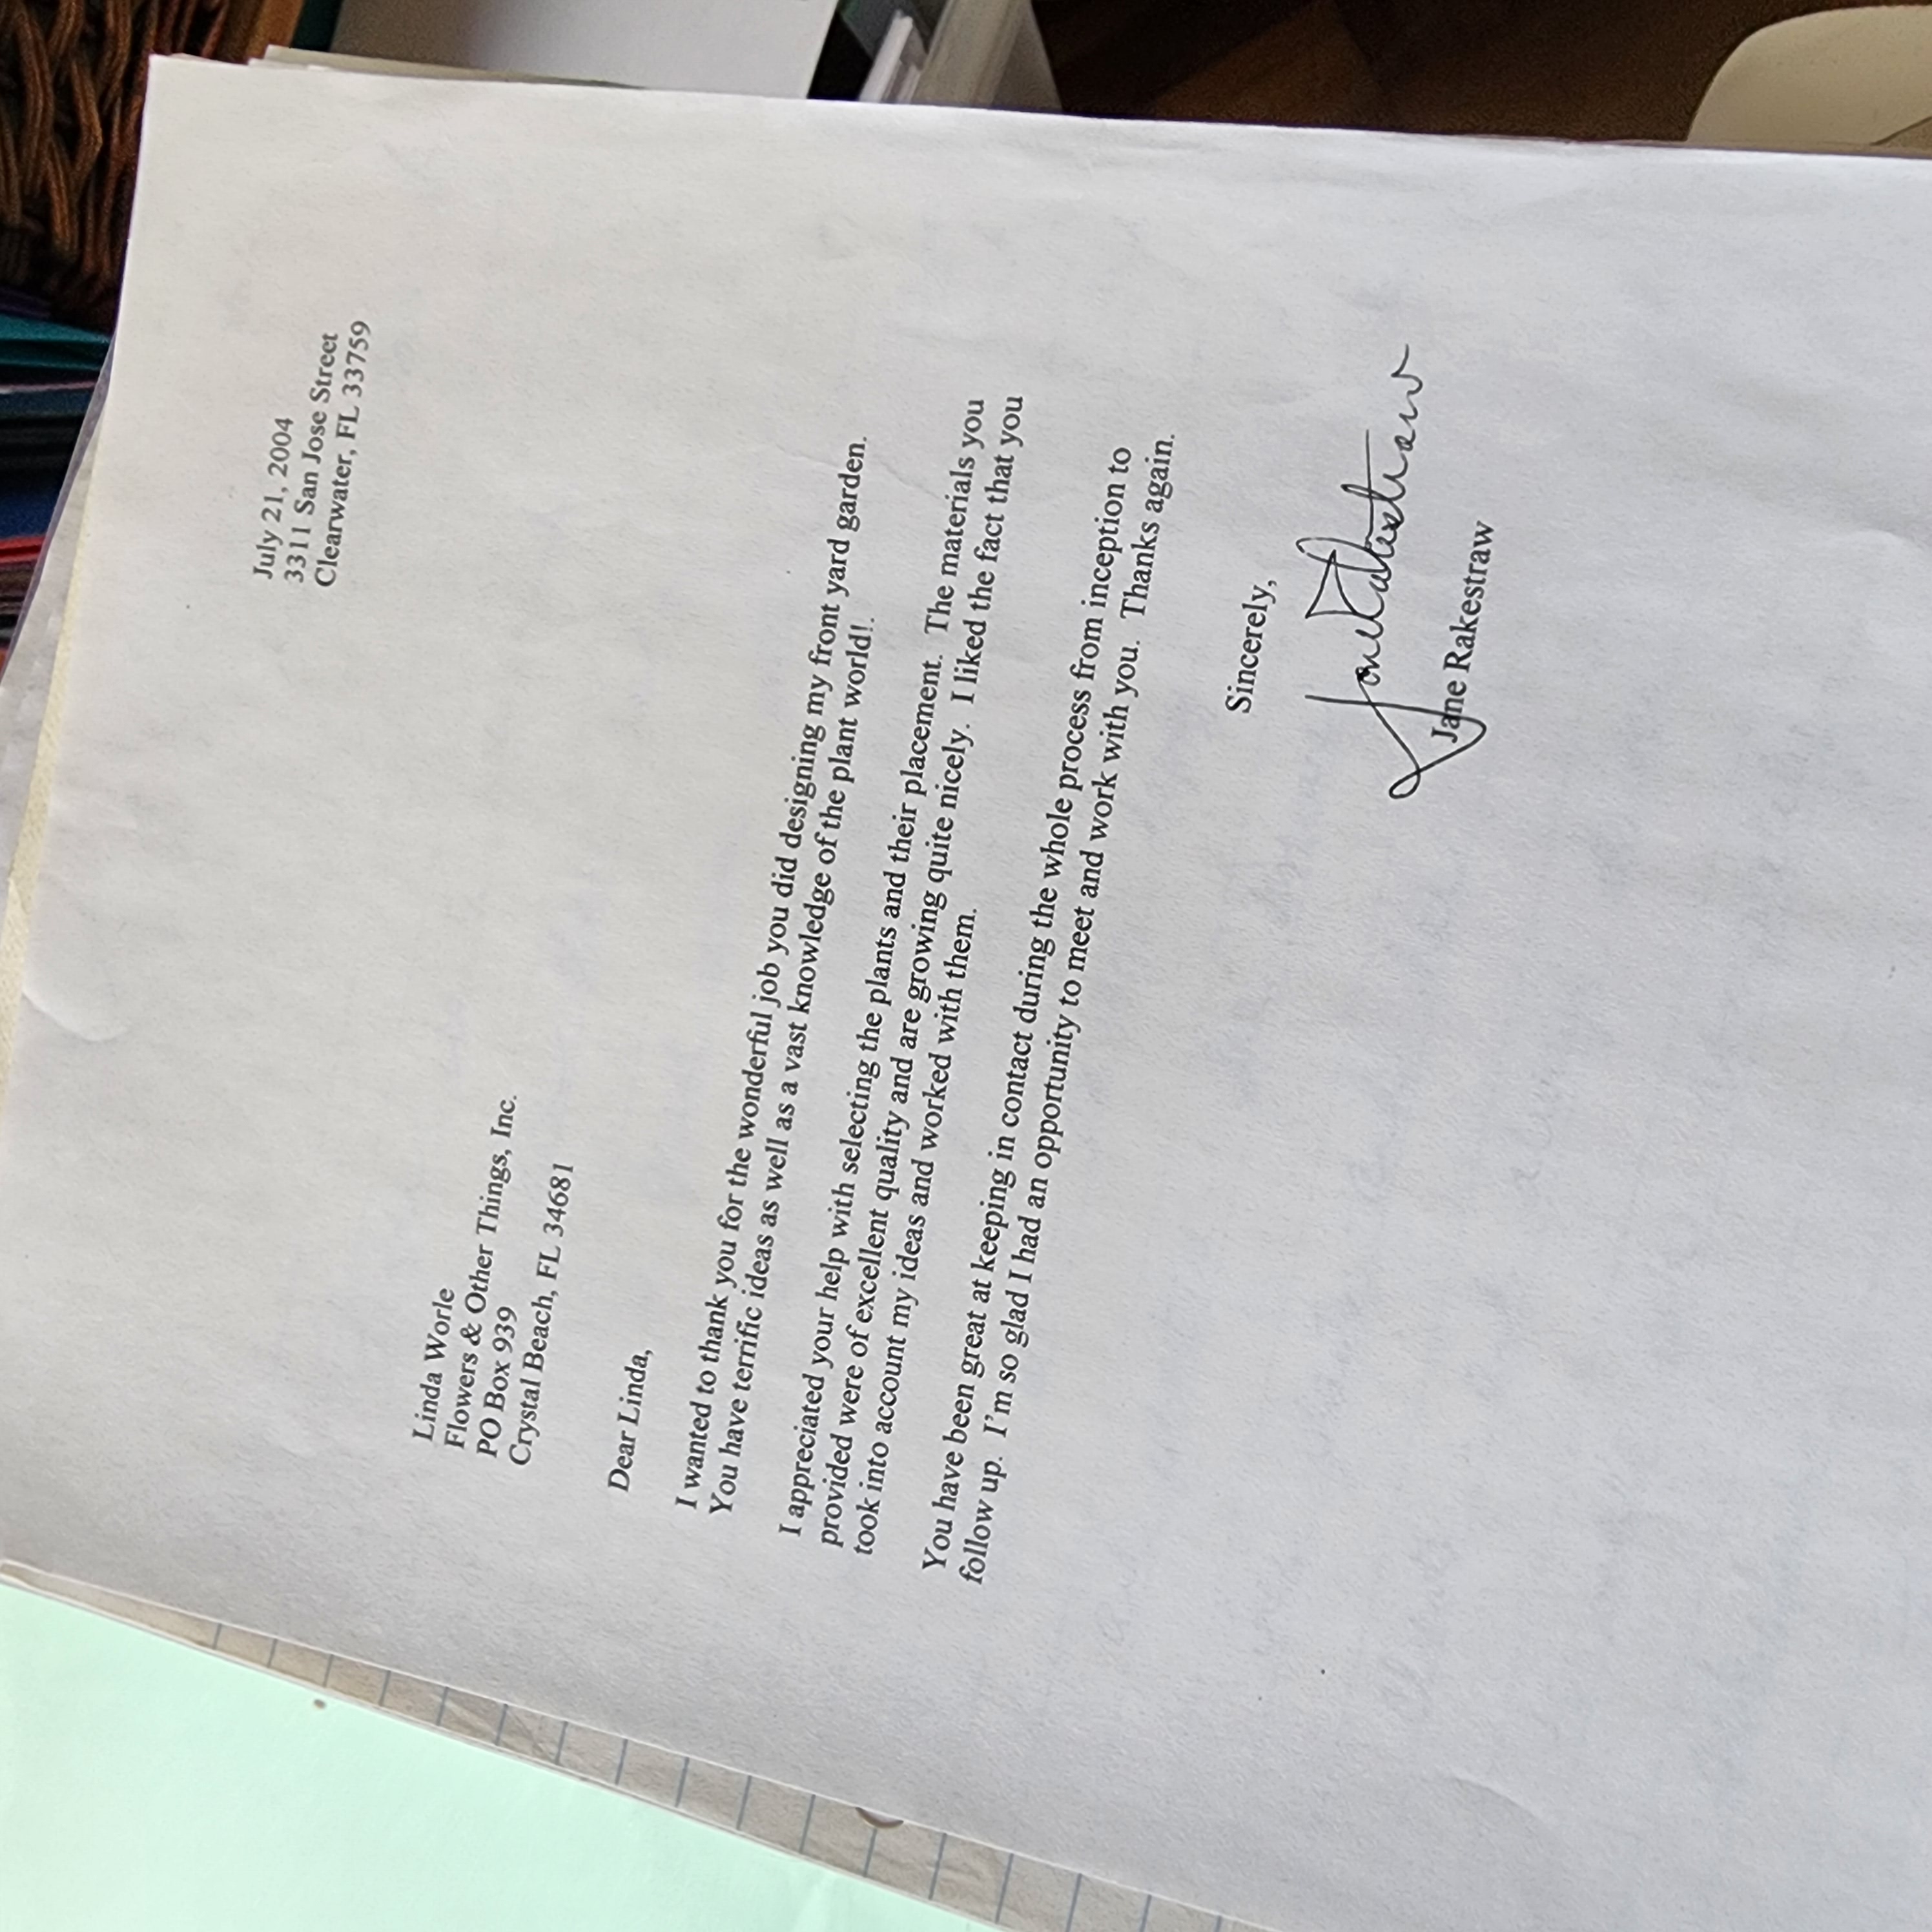 July 21, 2004
3311 San Jose Street
Clearwater, FL 33759
Linda Worle
Flowers & Other Things, Inc.
PO Box 939
Crystal Beach, FL 34681
Dear Linda,
I wanted to thank you for the wonderful job you did designing my front yard garden.
You have terrific ideas as well as a vast knowledge of the plant world!.
I appreciated your help with selecting the plants and their placement. The materials you
provided were of excellent quality and are growing quite nicely. I liked the fact that you
took into account my ideas and worked with them.
You have been great at keeping in contact during the whole process from inception to
follow up. I'm so glad I had an opportunity to meet and work with you. Thanks again.
Sincerely,
Jane Rakestraw
Jane Rakestraw